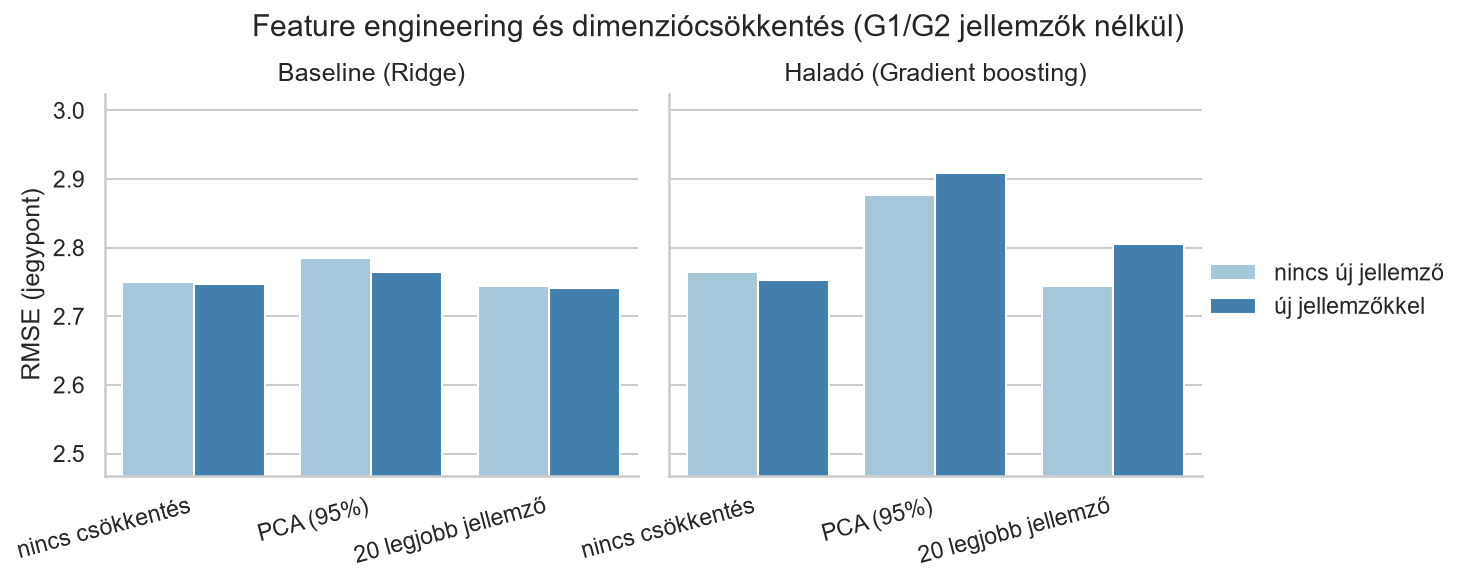 Feature engineering és dimenziócsökkentés (G1/G2 jellemzők nélkül)
Baseline (Ridge)
Haladó (Gradient boosting)
RMSE (jegypont)
3.0
2.9
2.8
2.7
2.6
2.5
nincs csökkentés
PCA (95%)
20 legjobb jellemző
nincs csökkentés
PCA (95%)
20 legjobb jellemző
nincs új jellemző
új jellemzőkkel